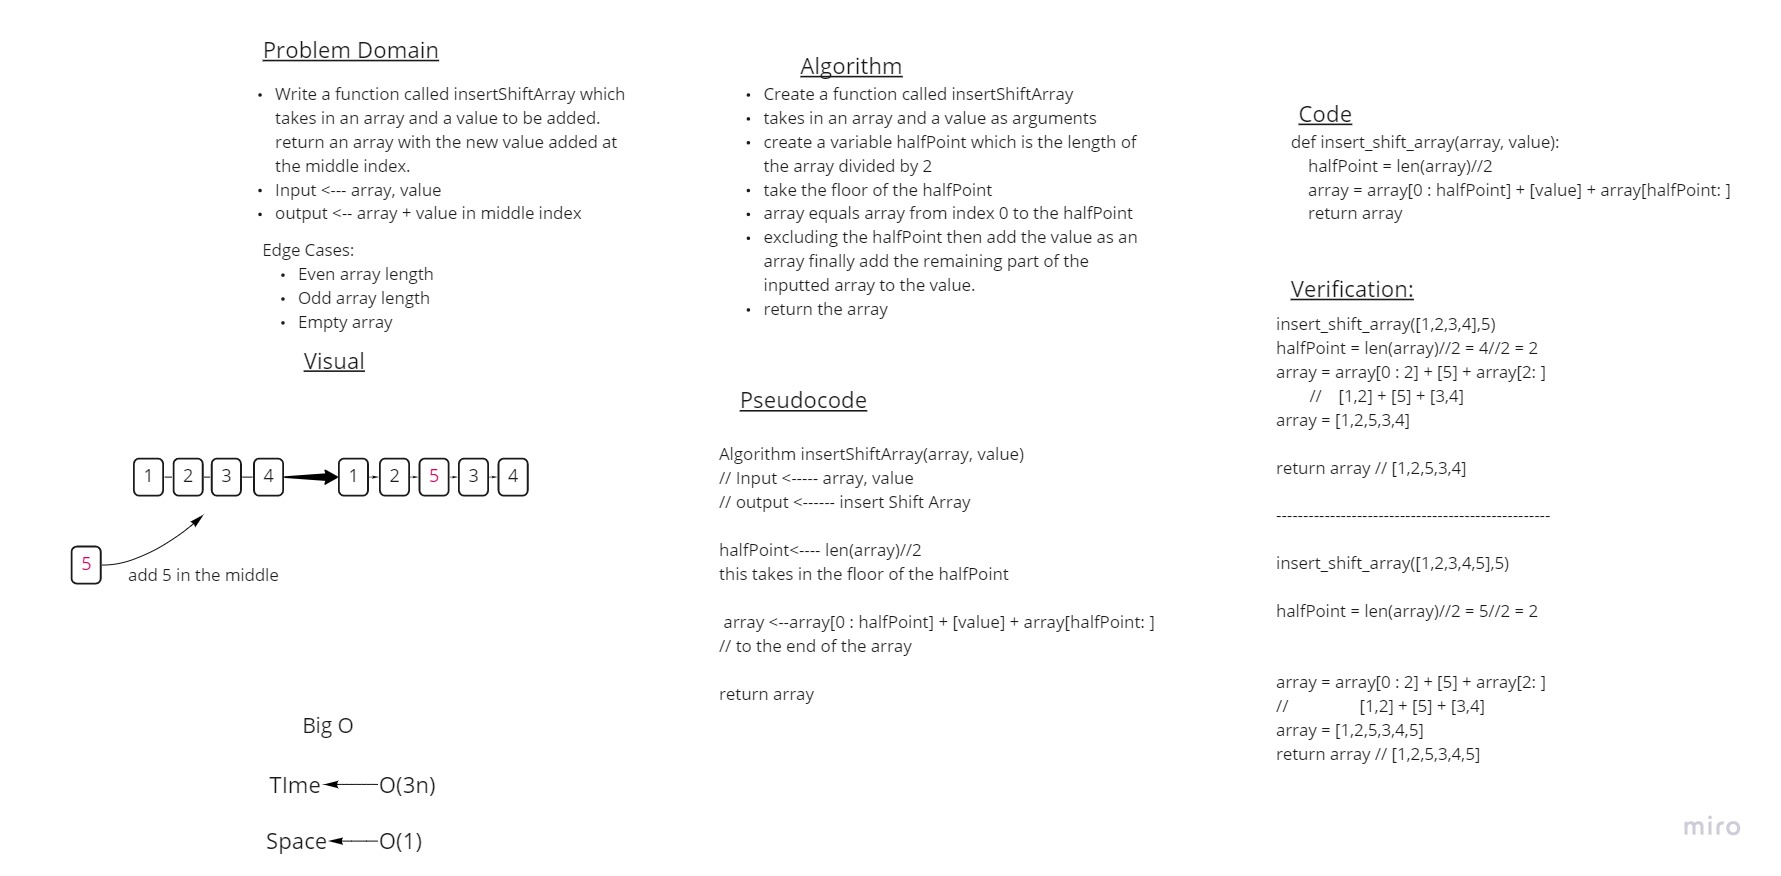 Problem Domain
• Write a function called insertShiftArray which
takes in an array and a value to be added.
return an array with the new value added at
the middle index.
• Input <--- array, value
• output <-- array + value in middle index
Edge Cases:
• Even array length
• Odd array length
• Empty array
Visual
1 2 3 4 1 2 5 3 4
5
add 5 in the middle
Big O
TIme O(3n)
Space O(1)
Algorithm
• Create a function called insertShiftArray
• takes in an array and a value as arguments
• create a variable halfPoint which is the length of
the array divided by 2
• take the floor of the halfPoint
• array equals array from index 0 to the halfPoint
• excluding the halfPoint then add the value as an
array finally add the remaining part of the
inputted array to the value.
• return the array
Pseudocode
Algorithm insertShiftArray(array, value)
// Input <----- array, value
// output <------ insert Shift Array
halfPoint<---- len(array)//2
this takes in the floor of the halfPoint
array <--array[0 : halfPoint] + [value] + array[halfPoint: ]
// to the end of the array
return array
Code
def insert_shift_array(array, value):
halfPoint = len(array)//2
array = array[0 : halfPoint] + [value] + array[halfPoint: ]
return array
Verification:
insert_shift_array([1,2,3,4],5)
halfPoint = len(array)//2 = 4//2 = 2
array = array[0 : 2] + [5] + array[2: ]
// [1,2] + [5] + [3,4]
array = [1,2,5,3,4]
return array // [1,2,5,3,4]
---------------------------------------------------
insert_shift_array([1,2,3,4,5],5)
halfPoint = len(array)//2 = 5//2 = 2
array = array[0 : 2] + [5] + array[2: ]
// [1,2] + [5] + [3,4]
array = [1,2,5,3,4,5]
return array // [1,2,5,3,4,5]
miro